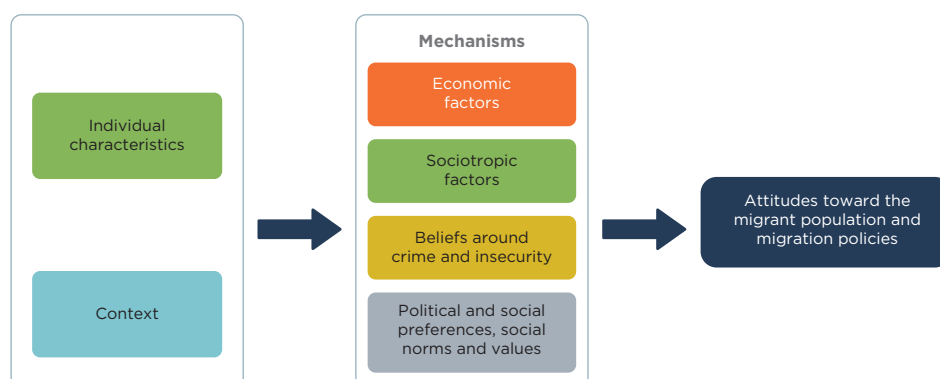 Individual
characteristics
Context
Mechanisms
Economic
factors
Sociotropic
factors
Beliefs around
crime and insecurity
Political and social
preferences, social
norms and values
Attitudes toward the
migrant population and
migration policies